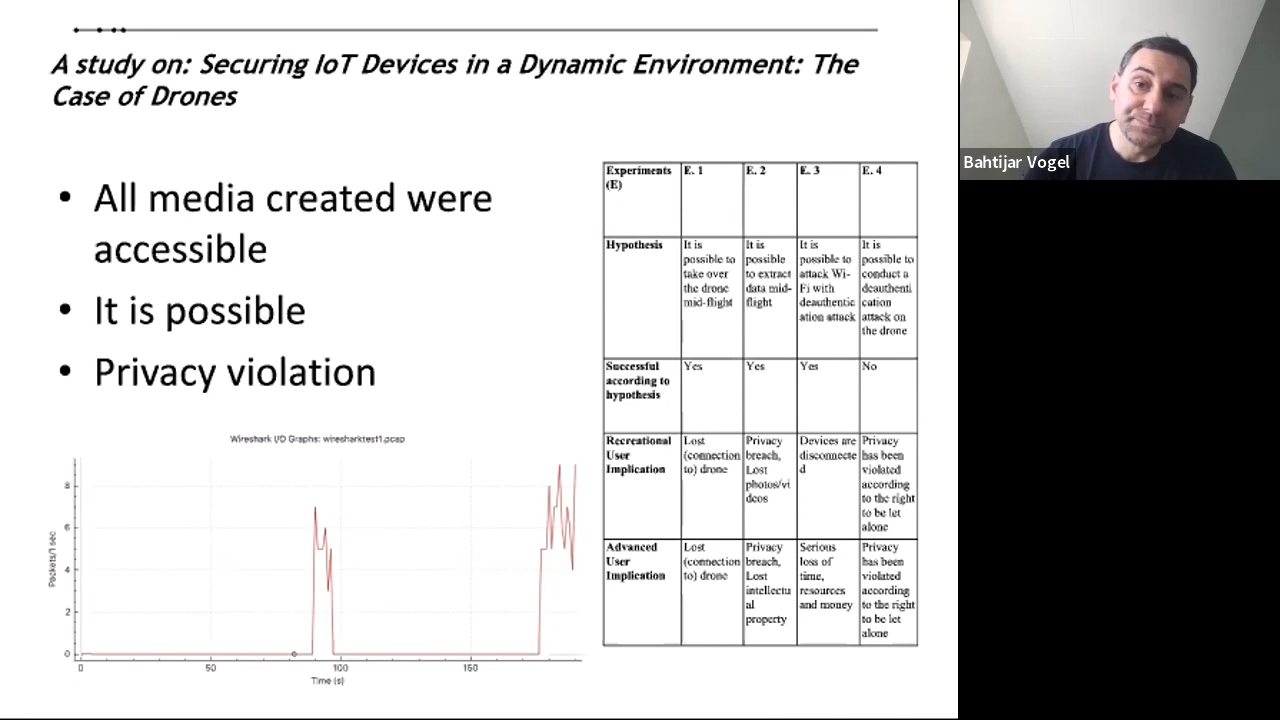 A study on: Securing IoT Devices in a Dynamic Environment: The
Case of Drones
• All media created were
accessible
• It is possible
• Privacy violation
Wireshark I/O Graphs: wiresharktest1.pcap
Packets/1 sec
8
6
4
2
0
0 50 100 150
Time (s)
Experiments
(E)
E. 1
E. 2
E. 3
E. 4
Hypothesis
It is
possible to
take over
the drone
mid-flight
It is
possible
to extract
data mid-
flight
It is
possible to
attack Wi-
Fi with
deauthentic
ation attack
It is
possible to
conduct a
deauthenti
cation
attack on
the drone
Successful
according to
hypothesis
Yes
Yes
Yes
No
Recreational
User
Implication
Lost
(connection
to) drone
Privacy
breach,
Lost
photos/vi
deos
Devices are
disconnecte
d
Privacy
has been
violated
according
to the right
to be let
alone
Advanced
User
Implication
Lost
(connection
to) drone
Privacy
breach,
Lost
intellectu
al
property
Serious
loss of
time,
resources
and money
Privacy
has been
violated
according
to the right
to be let
alone
Bahtijar Vogel